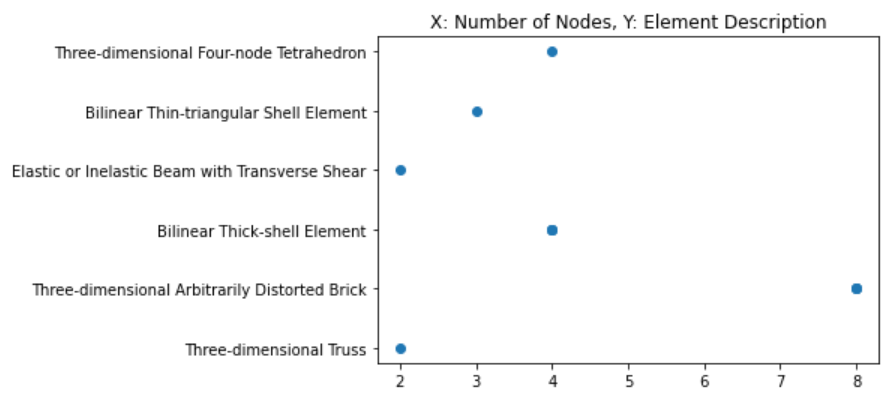 X: Number of Nodes, Y: Element Description
Three-dimensional Four-node Tetrahedron
Bilinear Thin-triangular Shell Element
Elastic or Inelastic Beam with Transverse Shear
Bilinear Thick-shell Element
Three-dimensional Arbitrarily Distorted Brick
Three-dimensional Truss
2 3 4 5 6 7 8